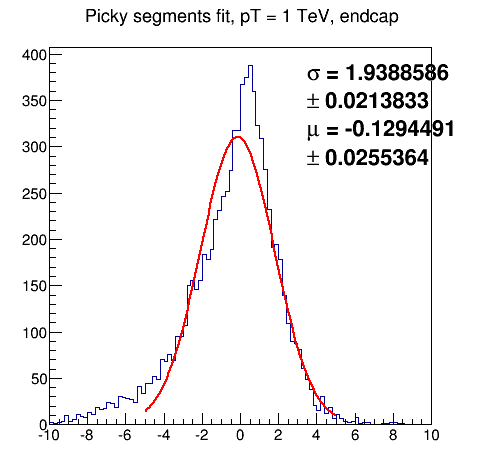 Picky segments fit, pT = 1 TeV, endcap
400
350
300
250
200
150
100
50
0
σ = 1.9388586
± 0.0213833
μ = -0.1294491
± 0.0255364
-10 -8 -6 -4 -2 0 2 4 6 8 10